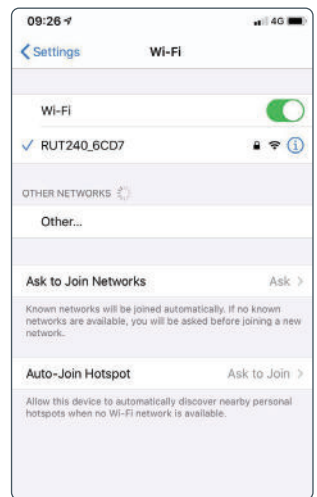 09:26 4G
Settings Wi-Fi
Wi-Fi
RUT240_6CD7
OTHER NETWORKS
Other...
Ask to Join Networks Ask
Known networks will be joined automatically. If no known
networks are available, you will be asked before joining a new
network.
Auto-Join Hotspot Ask to Join
Allow this device to automatically discover nearby personal
hotspots when no Wi-Fi network is available.